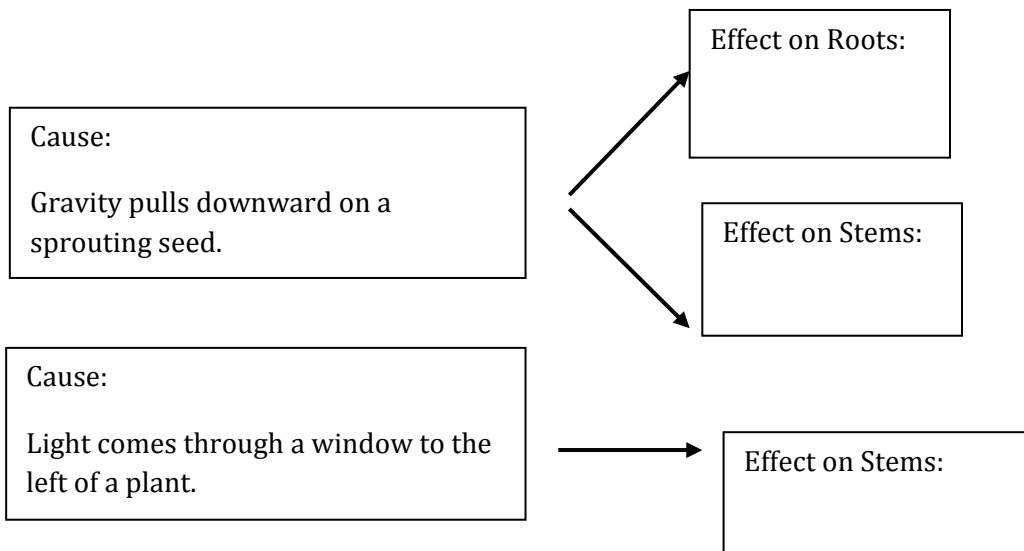 Effect on Roots:
Cause:
Gravity pulls downward on a
sprouting seed.
Effect on Stems:
Cause:
Light comes through a window to the
left of a plant.
Effect on Stems: